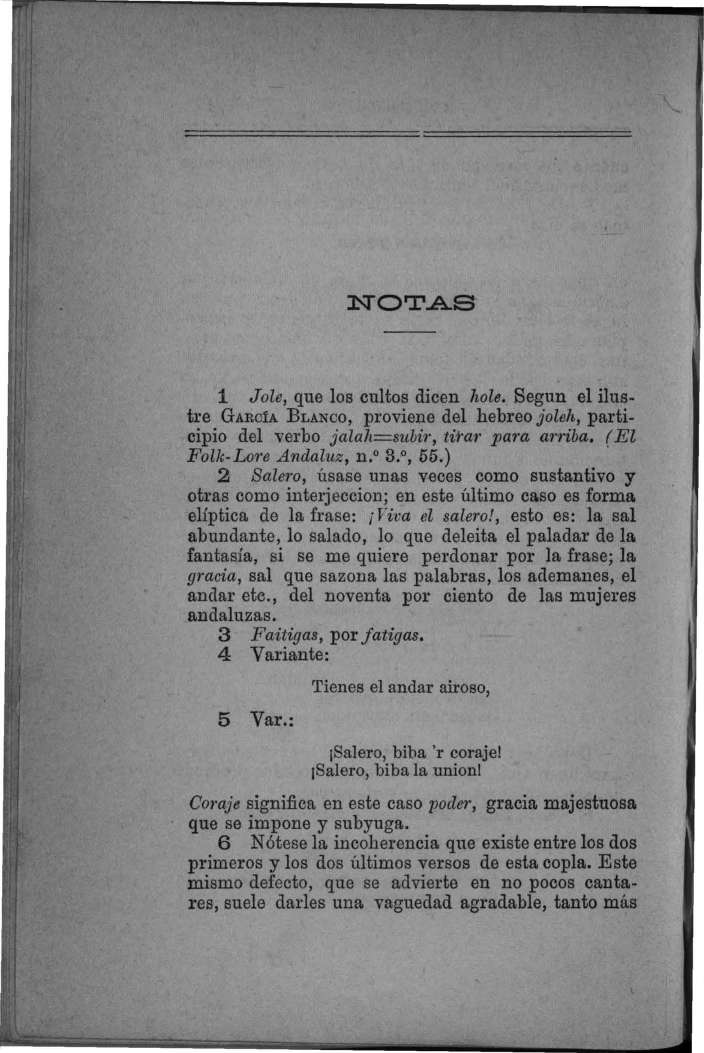 NOTAS
1 Jole, que los cultos dicen hole. Segun el ilus-
tre GARCÍA BLANCO, proviene del hebreo joleh, parti-
cipio del verbo jalah=subir, tirar para arriba. (El
Folk-Lore Andaluz, n.º 3.º, 55.)
2 Salero, úsase unas veces como sustantivo y
otras como interjeccion; en este último caso es forma
elíptica de la frase: ¡Viva el salero!, esto es: la sal
abundante, lo salado, lo que deleita el paladar de la
fantasía, si se me quiere perdonar por la frase; la
gracia, sal que sazona las palabras, los ademanes, el
andar etc., del noventa por ciento de las mujeres
andaluzas.
3 Faitigas, por fatigas.
4 Variante:
Tienes el andar airoso,
5 Var.:
¡Salero, biba 'r coraje!
¡Salero, biba la union!
Coraje significa en este caso poder, gracia majestuosa
que se impone y subyuga.
6 Nótese la incoherencia que existe entre los dos
primeros y los dos últimos versos de esta copla. Este
mismo defecto, que se advierte en no pocos canta-
res, suele darles una vaguedad agradable, tanto más